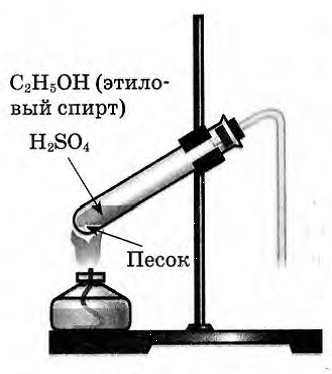 C₂H₅OH (этило-
вый спирт)
H₂SO₄
Песок